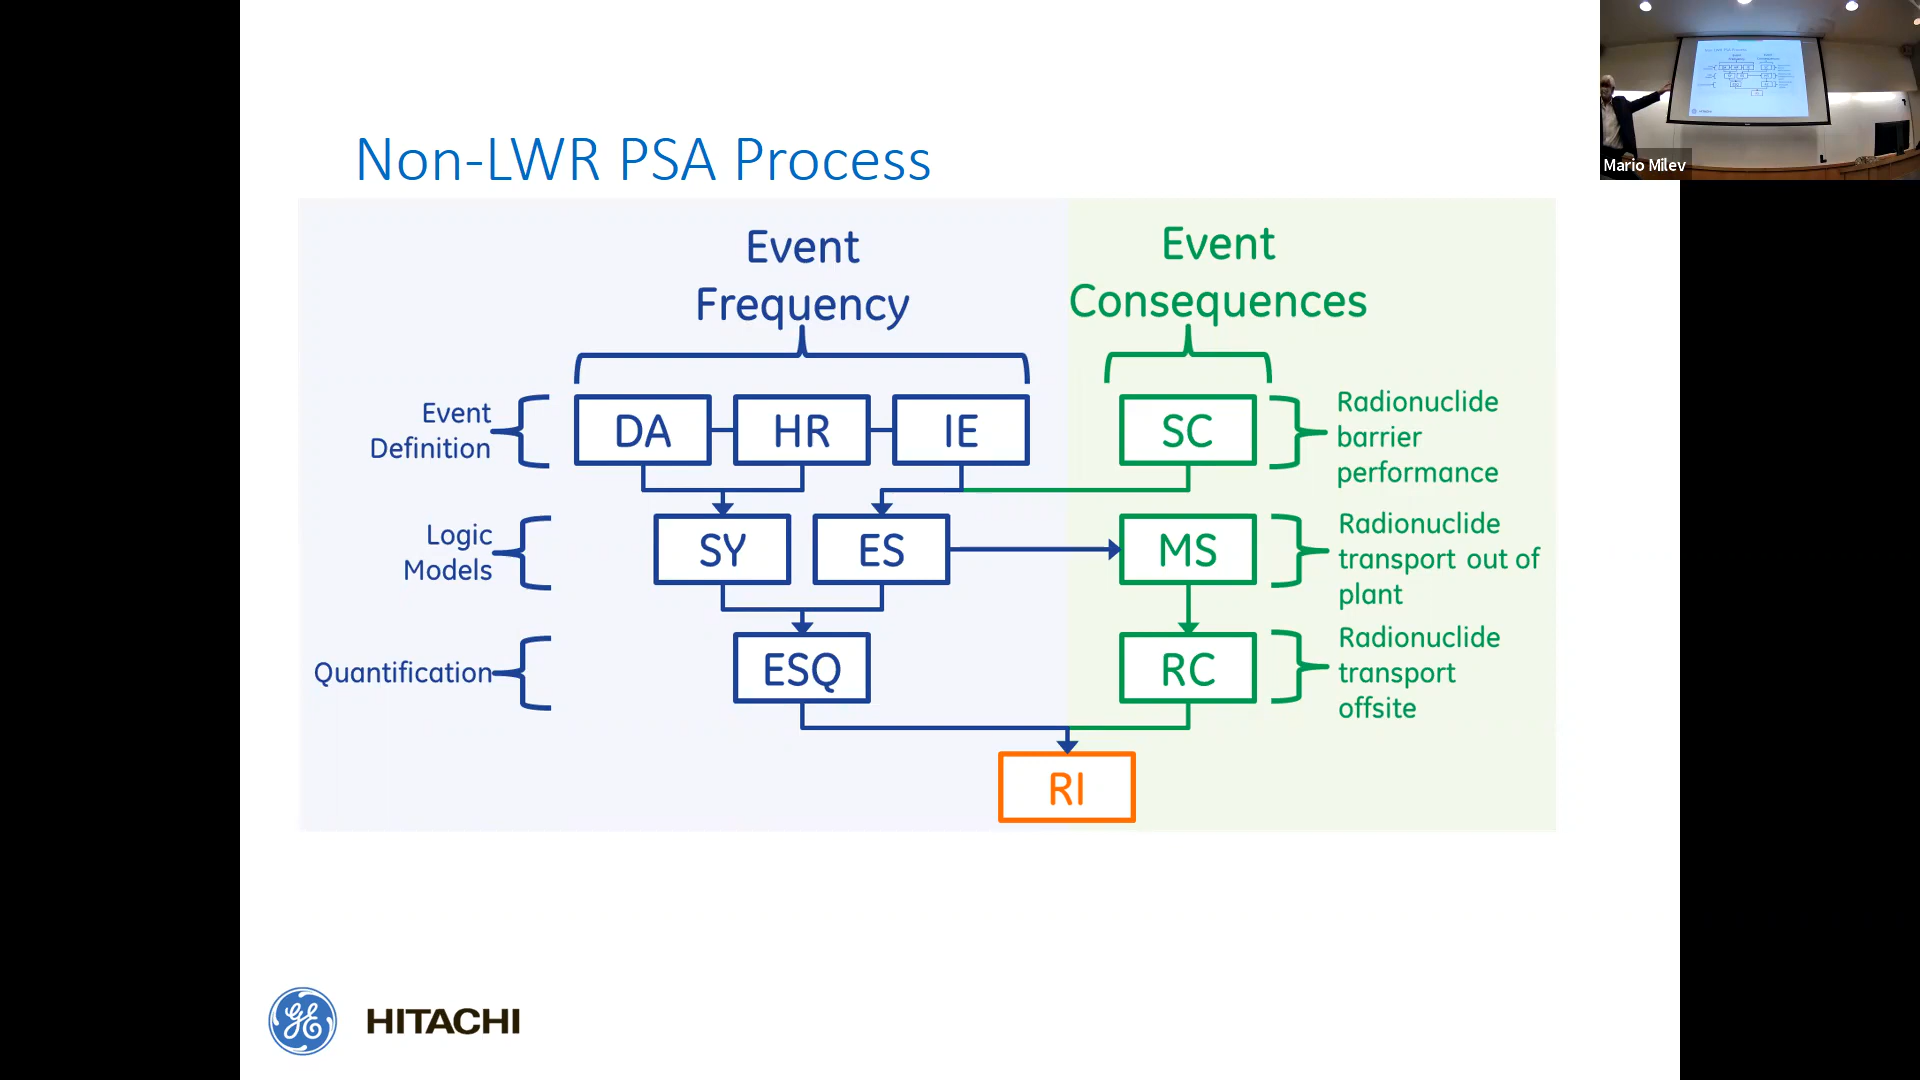 Mario Milev
Non-LWR PSA Process
Event
Frequency
Event
Consequences
Event
Definition
DA
HR
IE
SC
Radionuclide
barrier
performance
Logic
Models
SY
ES
MS
Radionuclide
transport out of
plant
Quantification
ESQ
RC
Radionuclide
transport
offsite
RI
GE
HITACHI